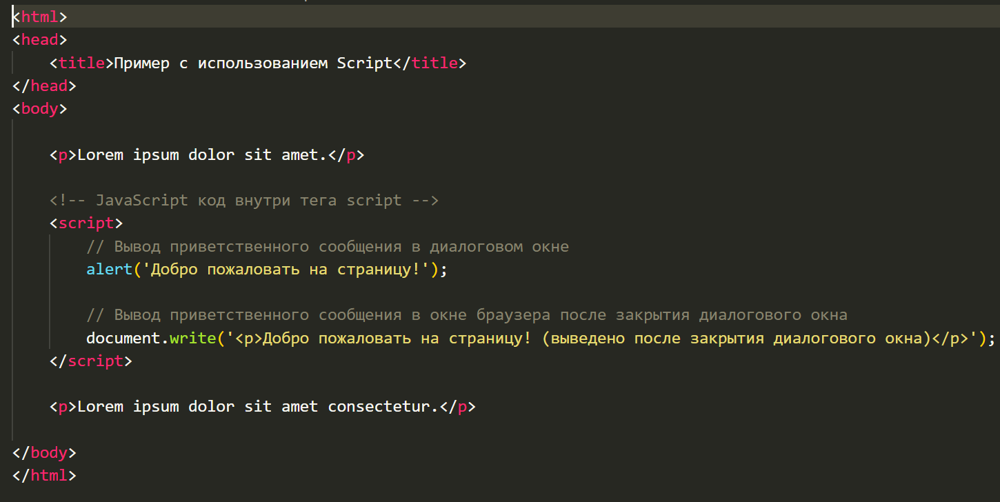 <html>
<head>
    <title>Пример с использованием Script</title>
</head>
<body>

    <p>Lorem ipsum dolor sit amet.</p>

    <!-- JavaScript код внутри тега script -->
    <script>
        // Вывод приветственного сообщения в диалоговом окне
        alert('Добро пожаловать на страницу!');

        // Вывод приветственного сообщения в окне браузера после закрытия диалогового окна
        document.write('<p>Добро пожаловать на страницу! (выведено после закрытия диалогового окна)</p>');
    </script>

    <p>Lorem ipsum dolor sit amet consectetur.</p>

</body>
</html>